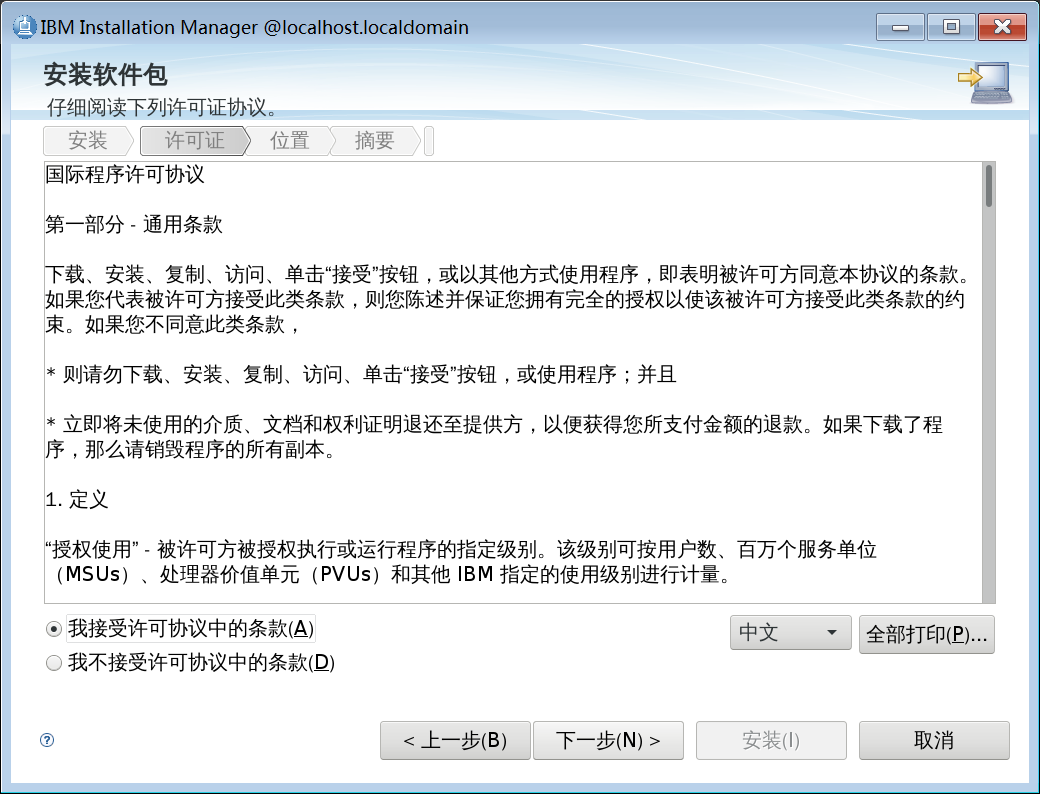 IBM Installation Manager @localhost.localdomain
安装软件包
仔细阅读下列许可证协议。
安装 许可证 位置 摘要
国际程序许可协议
第一部分 - 通用条款
下载、安装、复制、访问、单击“接受”按钮，或以其他方式使用程序，即表明被许可方同意本协议的条款。
如果您代表被许可方接受此类条款，则您陈述并保证您拥有完全的授权以使该被许可方接受此类条款的约
束。如果您不同意此类条款，
* 则请勿下载、安装、复制、访问、单击“接受”按钮，或使用程序；并且
* 立即将未使用的介质、文档和权利证明退还至提供方，以便获得您所支付金额的退款。如果下载了程
序，那么请销毁程序的所有副本。
1. 定义
“授权使用” - 被许可方被授权执行或运行程序的指定级别。该级别可按用户数、百万个服务单位
（MSUs）、处理器价值单元（PVUs）和其他 IBM 指定的使用级别进行计量。
我接受许可协议中的条款(A)
中文 全部打印(P)...
我不接受许可协议中的条款(D)
?
< 上一步(B) 下一步(N) > 安装(I) 取消